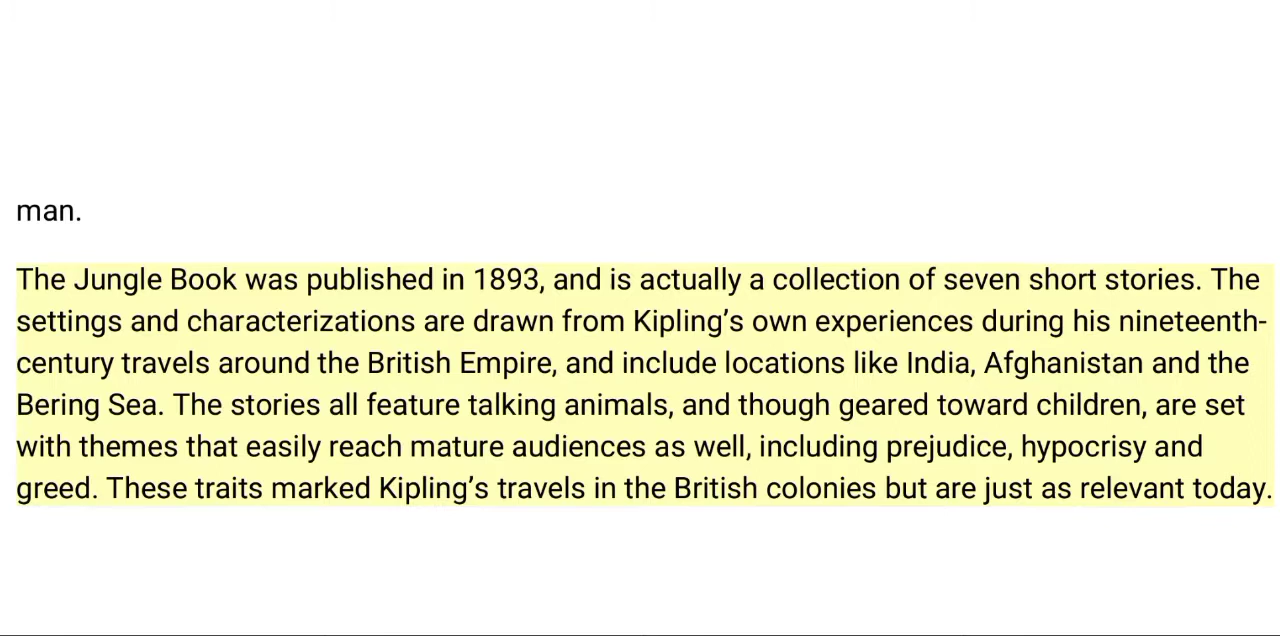 man.
The Jungle Book was published in 1893, and is actually a collection of seven short stories. The
settings and characterizations are drawn from Kipling’s own experiences during his nineteenth-
century travels around the British Empire, and include locations like India, Afghanistan and the
Bering Sea. The stories all feature talking animals, and though geared toward children, are set
with themes that easily reach mature audiences as well, including prejudice, hypocrisy and
greed. These traits marked Kipling’s travels in the British colonies but are just as relevant today.